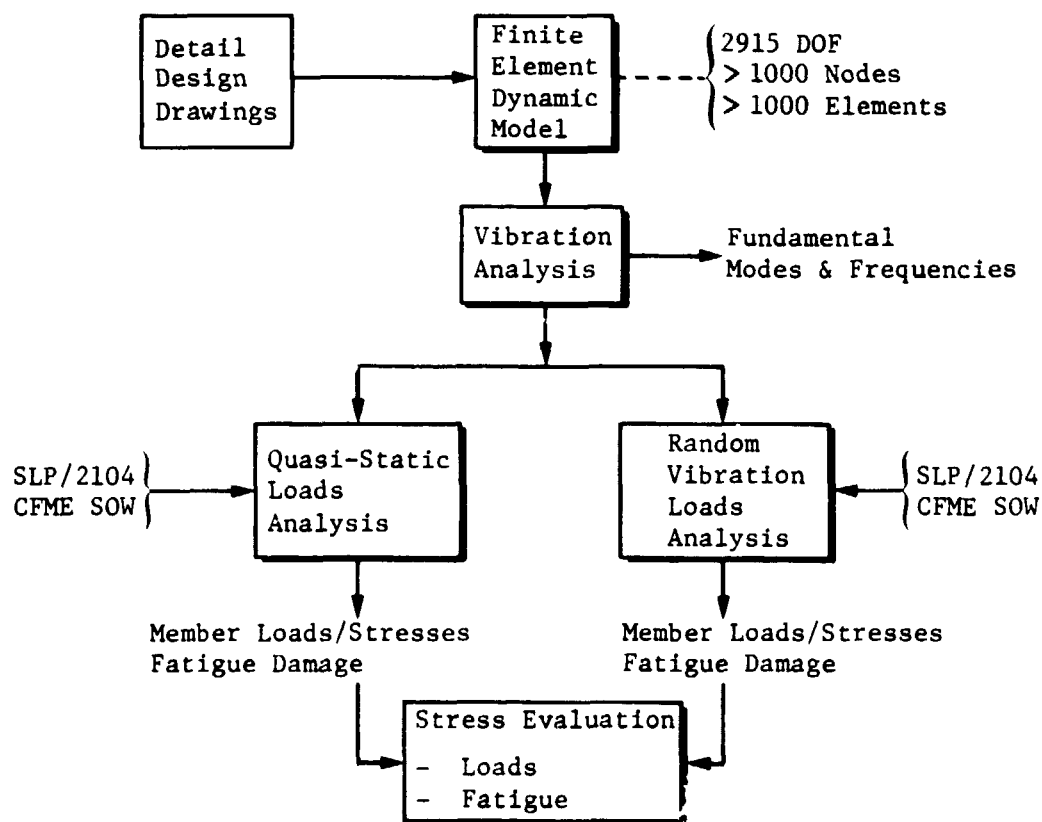 Detail
Design
Drawings
Finite
Element
Dynamic
Model
2915 DOF
> 1000 Nodes
> 1000 Elements
Vibration
Analysis
Fundamental
Modes & Frequencies
SLP/2104
CFME SOW
Quasi-Static
Loads
Analysis
Random
Vibration
Loads
Analysis
SLP/2104
CFME SOW
Member Loads/Stresses
Fatigue Damage
Member Loads/Stresses
Fatigue Damage
Stress Evaluation
- Loads
- Fatigue